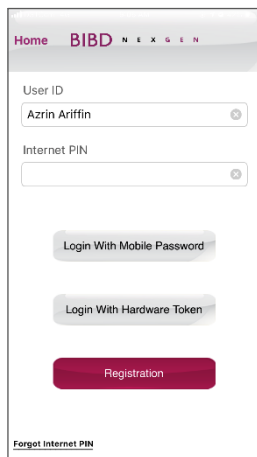 Home BIBD NEXGEN
User ID
Azrin Ariffin
Internet PIN
Login With Mobile Password
Login With Hardware Token
Registration
Forgot Internet PIN